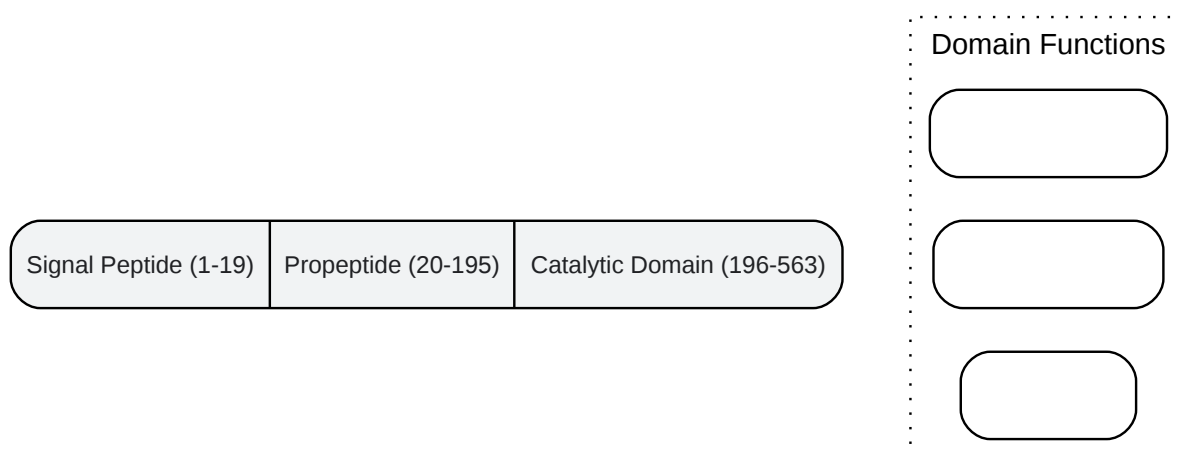 Domain Functions
Signal Peptide (1-19)
Propeptide (20-195)
Catalytic Domain (196-563)